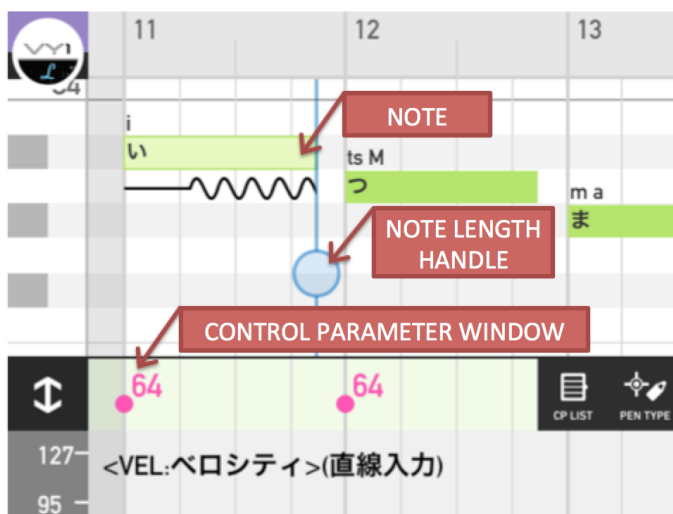 11 12 13
VY1
L
i
い
NOTE
ts M
つ
m a
ま
NOTE LENGTH
HANDLE
CONTROL PARAMETER WINDOW
64 64
CP LIST PEN TYPE
127
<VEL:ベロシティ>(直線入力)
95